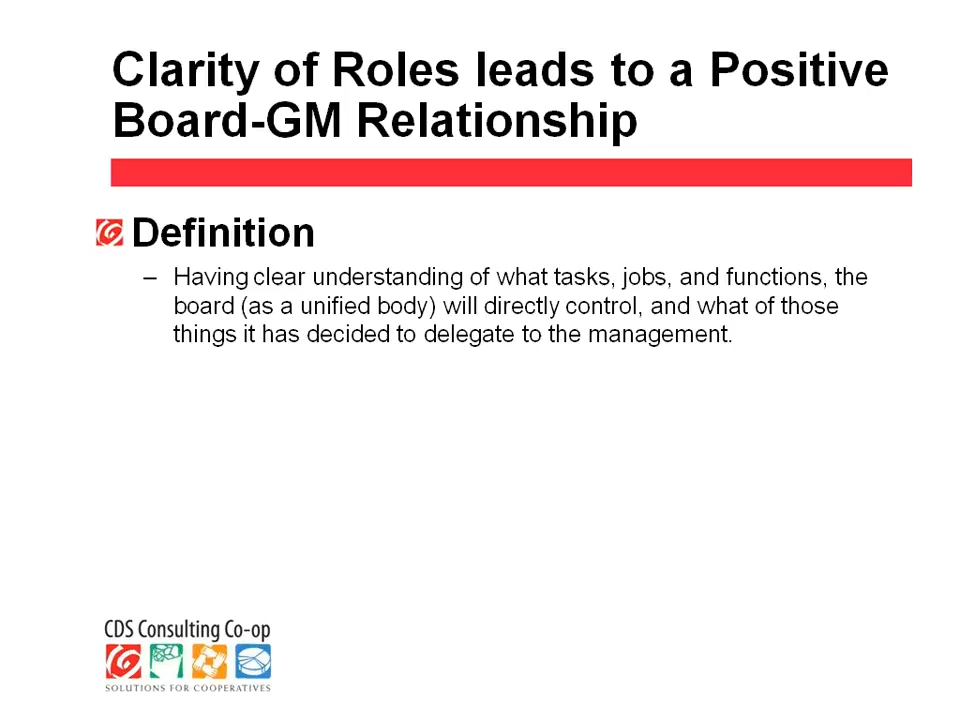 Clarity of Roles leads to a Positive
Board-GM Relationship
Definition
– Having clear understanding of what tasks, jobs, and functions, the
board (as a unified body) will directly control, and what of those
things it has decided to delegate to the management.
CDS Consulting Co-op
SOLUTIONS FOR COOPERATIVES